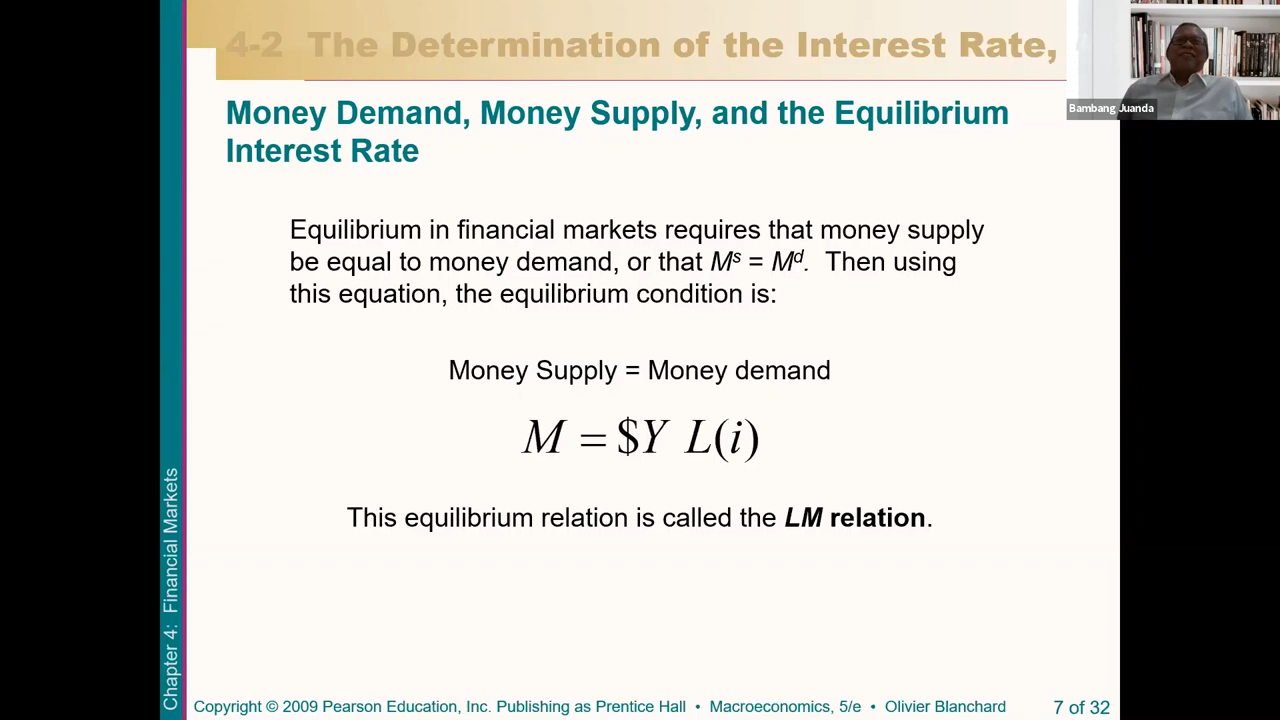 4-2 The Determination of the Interest Rate,
Bambang Juanda
Money Demand, Money Supply, and the Equilibrium
Interest Rate
Equilibrium in financial markets requires that money supply
be equal to money demand, or that Mˢ = Mᵈ. Then using
this equation, the equilibrium condition is:
Money Supply = Money demand
M = $Y L(i)
This equilibrium relation is called the LM relation.
Chapter 4: Financial Markets
Copyright © 2009 Pearson Education, Inc. Publishing as Prentice Hall • Macroeconomics, 5/e • Olivier Blanchard
7 of 32